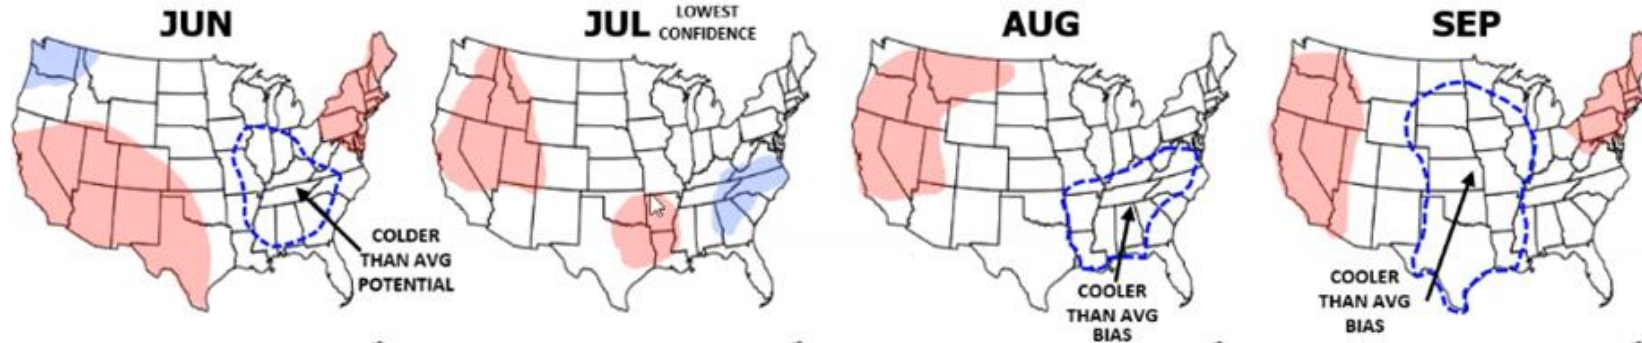 JUN
COLDER
THAN AVG
POTENTIAL
JUL
LOWEST
CONFIDENCE
AUG
COOLER
THAN AVG
BIAS
SEP
COOLER
THAN AVG
BIAS